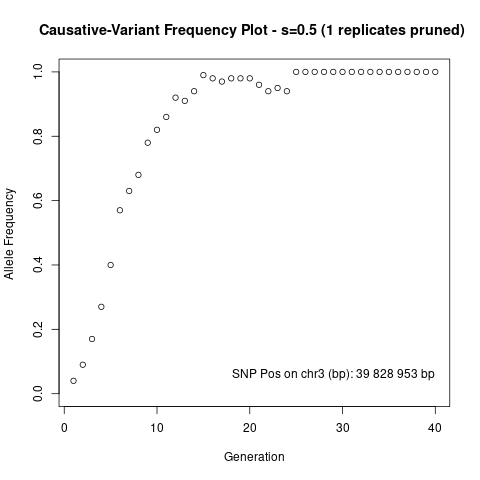 Causative-Variant Frequency Plot - s=0.5 (1 replicates pruned)
1.0
0.8
0.6
0.4
0.2
0.0
Allele Frequency
SNP Pos on chr3 (bp): 39 828 953 bp
0 10 20 30 40
Generation